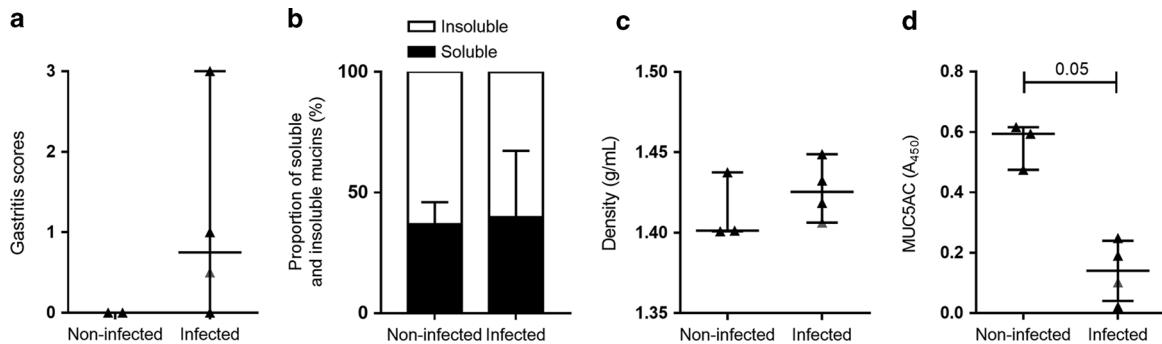 a
Gastritis scores
3
2
1
0
Non-infected
Infected
b
Insoluble
Soluble
Proportion of soluble
and insoluble mucins (%)
100
50
0
Non-infected
Infected
c
Density (g/mL)
1.50
1.45
1.40
1.35
Non-infected
Infected
d
MUC5AC (A450)
0.8
0.6
0.4
0.2
0.0
0.05
Non-infected
Infected